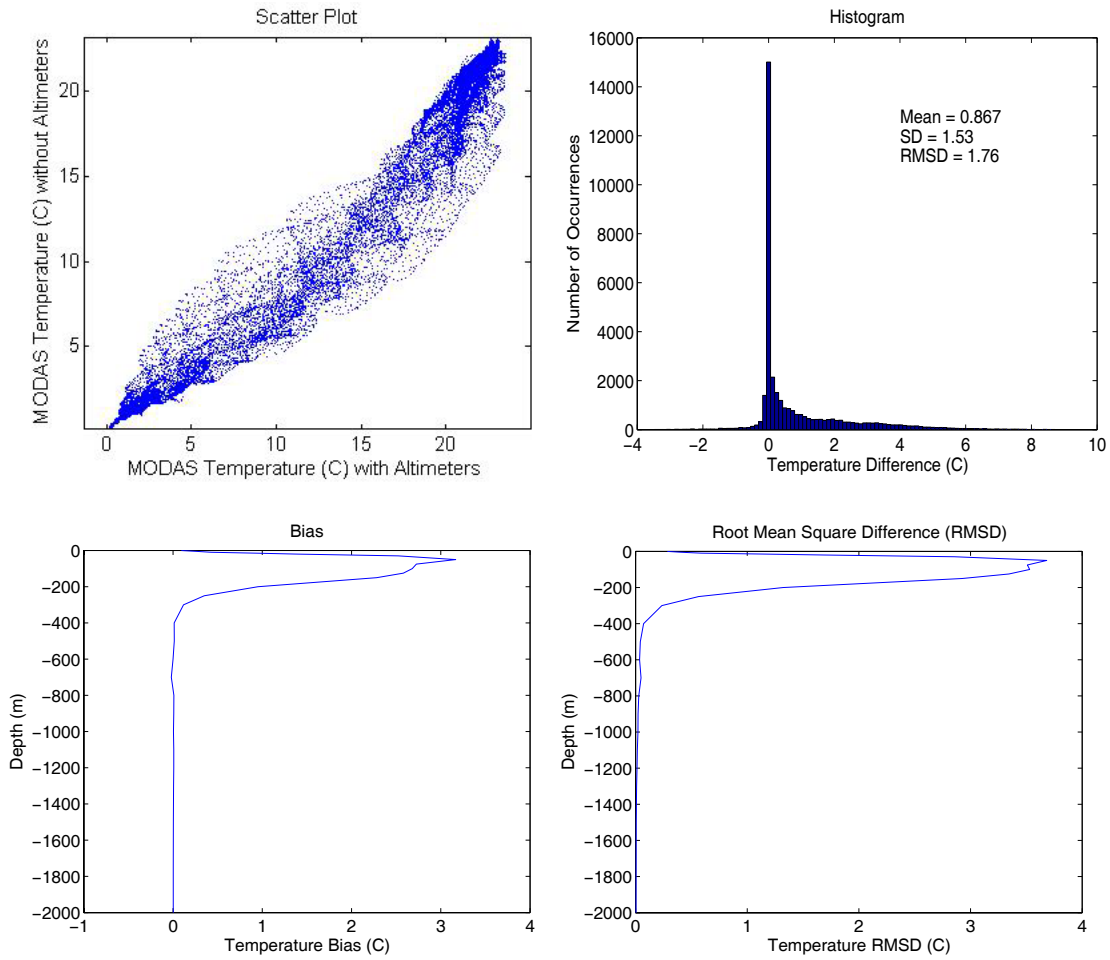 Scatter Plot
MODAS Temperature (C) without Altimeters
20
15
10
5
0 5 10 15 20
MODAS Temperature (C) with Altimeters
Histogram
Number of Occurrences
16000
14000
12000
10000
8000
6000
4000
2000
0
Mean = 0.867
SD = 1.53
RMSD = 1.76
−4 −2 0 2 4 6 8 10
Temperature Difference (C)
Bias
Depth (m)
0
−200
−400
−600
−800
−1000
−1200
−1400
−1600
−1800
−2000
−1 0 1 2 3 4
Temperature Bias (C)
Root Mean Square Difference (RMSD)
Depth (m)
0
−200
−400
−600
−800
−1000
−1200
−1400
−1600
−1800
−2000
0 1 2 3 4
Temperature RMSD (C)